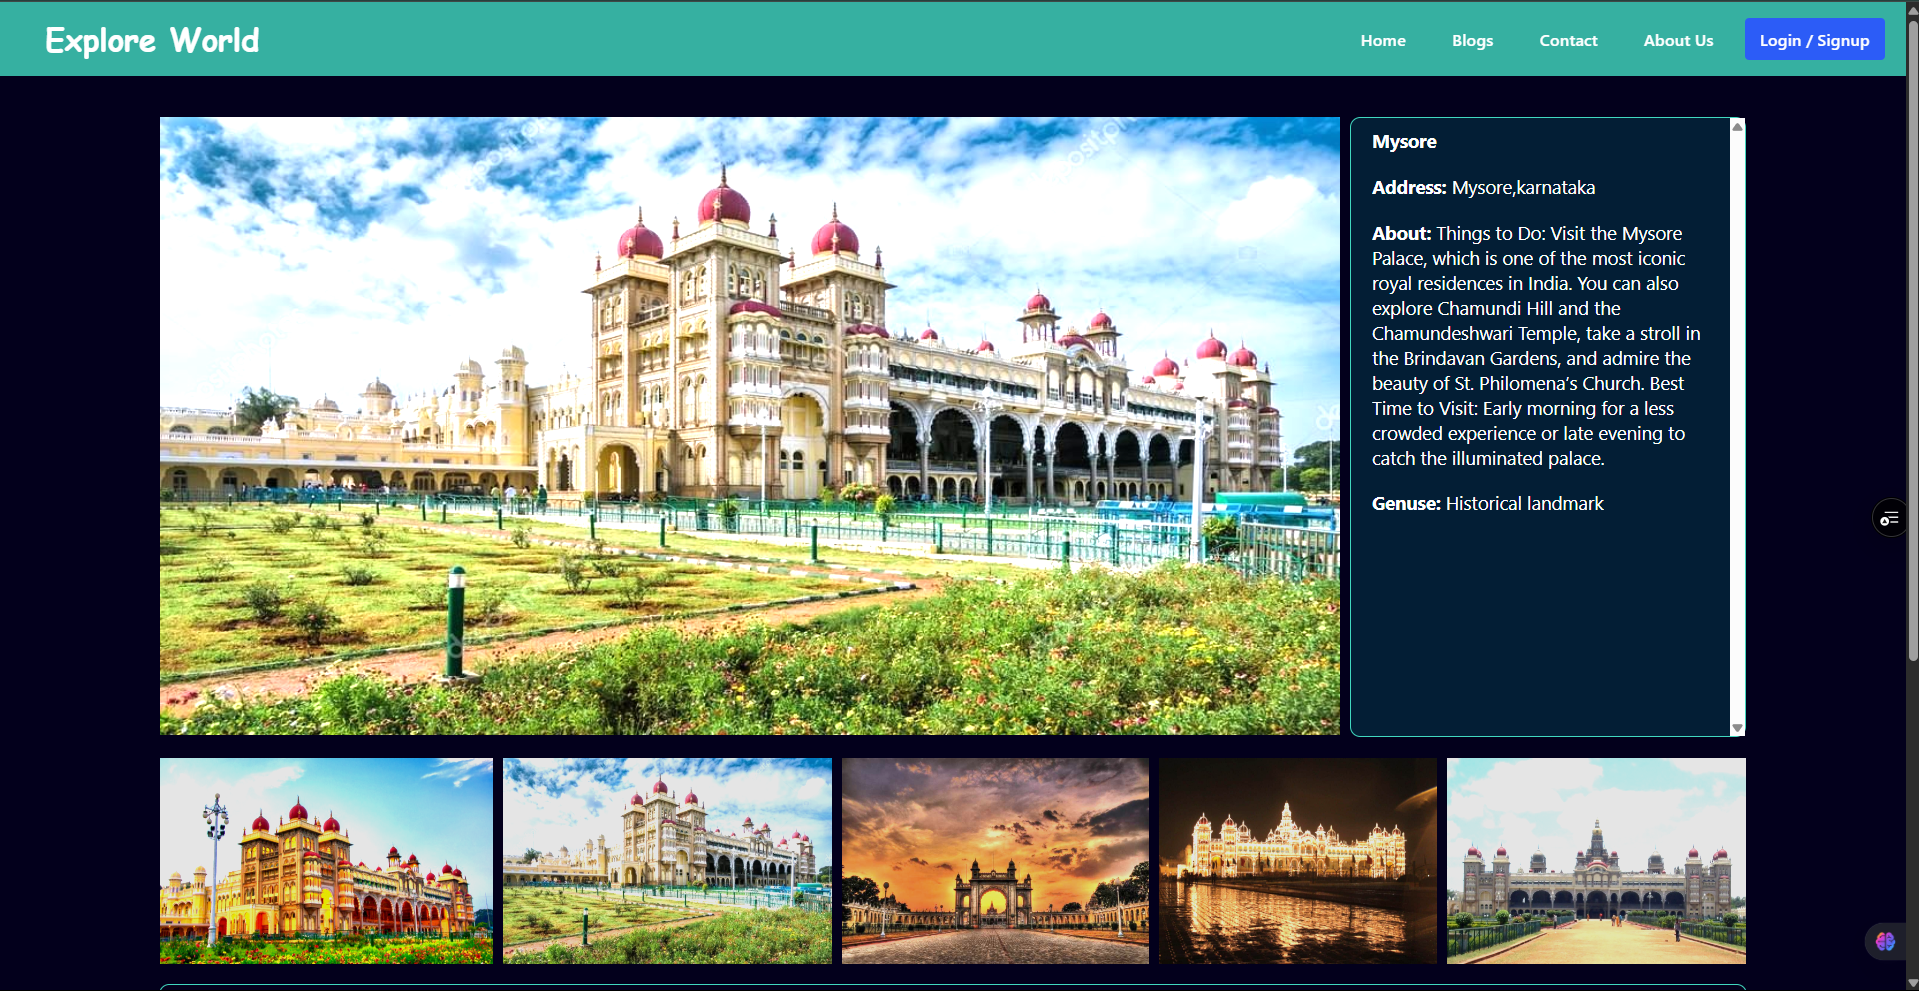 Explore World
Home
Blogs
Contact
About Us
Login / Signup
Mysore
Address: Mysore,karnataka
About: Things to Do: Visit the Mysore
Palace, which is one of the most iconic
royal residences in India. You can also
explore Chamundi Hill and the
Chamundeshwari Temple, take a stroll in
the Brindavan Gardens, and admire the
beauty of St. Philomena's Church. Best
Time to Visit: Early morning for a less
crowded experience or late evening to
catch the illuminated palace.
Genuse: Historical landmark